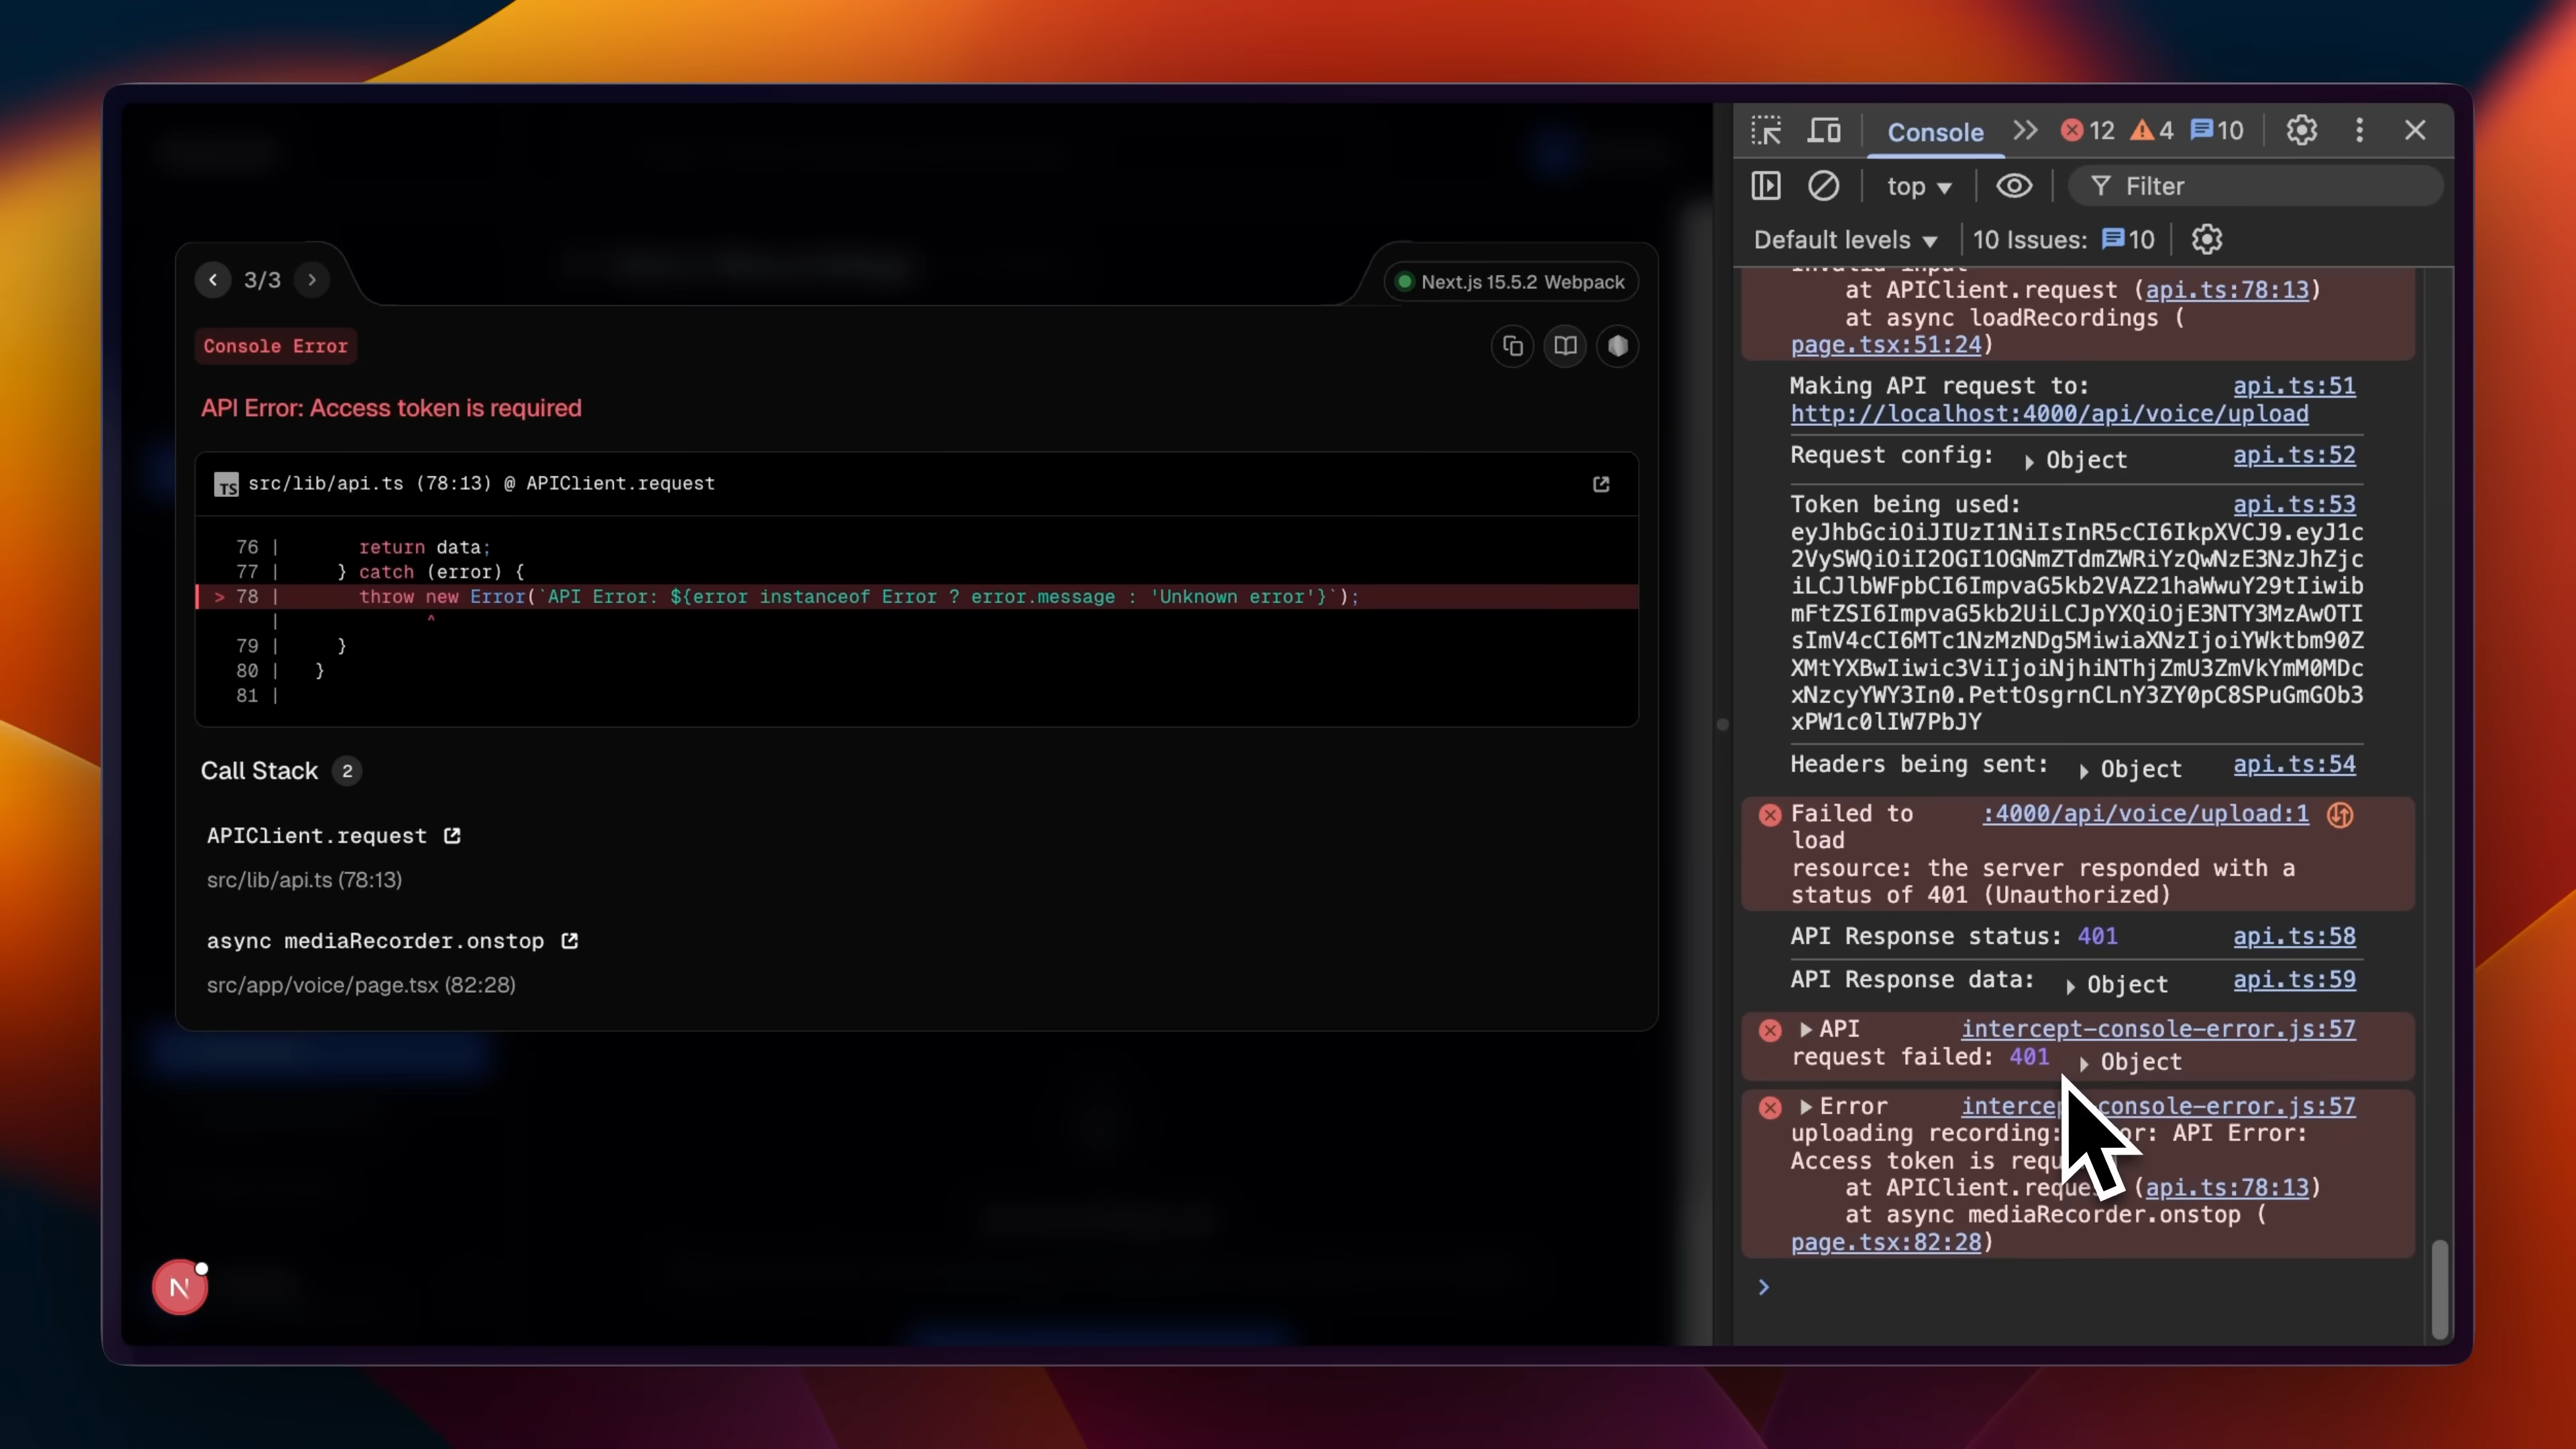 3/3
Next.js 15.5.2 Webpack
Console Error
API Error: Access token is required
TS src/lib/api.ts (78:13) @ APIClient.request
76 | return data;
77 | } catch (error) {
> 78 | throw new Error(`API Error: ${error instanceof Error ? error.message : 'Unknown error'}`);
| ^
79 | }
80 | }
81 |
Call Stack 2
APIClient.request
src/lib/api.ts (78:13)
async mediaRecorder.onstop
src/app/voice/page.tsx (82:28)
N
Console 12 4 10
top Filter
Default levels 10 Issues: 10
at APIClient.request (api.ts:78:13)
at async loadRecordings (
page.tsx:51:24)
Making API request to: api.ts:51
http://localhost:4000/api/voice/upload
Request config: Object api.ts:52
Token being used: api.ts:53
eyJhbGciOiJIUzI1NiIsInR5cCI6IkpXVCJ9.eyJ1c
2VySWQiOiI2OGI1OGNmZTdmZWRiYzQwNzE3NzJhZjc
iLCJlbWFpbCI6ImpvaG5kb2VAZ21haWwuY29tIiwib
mFtZSI6ImpvaG5kb2UiLCJpYXQiOjE3NTY3MzAwOTI
sImV4cCI6MTc1NzMzNDg5MiwiaXNzIjoiYWktbm90Z
XMtYXBwIiwic3ViIjoiNjhiNThjZmU3ZmVkYmM0MDc
xNzcyYWY3In0.PettOsgrnCLnY3ZY0pC8SPuGmGOb3
xPW1c0lIW7PbJY
Headers being sent: Object api.ts:54
Failed to :4000/api/voice/upload:1
load
resource: the server responded with a
status of 401 (Unauthorized)
API Response status: 401 api.ts:58
API Response data: Object api.ts:59
API intercept-console-error.js:57
request failed: 401 Object
Error intercept-console-error.js:57
uploading recording: API Error:
Access token is
at APIClient.request (api.ts:78:13)
at async mediaRecorder.onstop (
page.tsx:82:28)